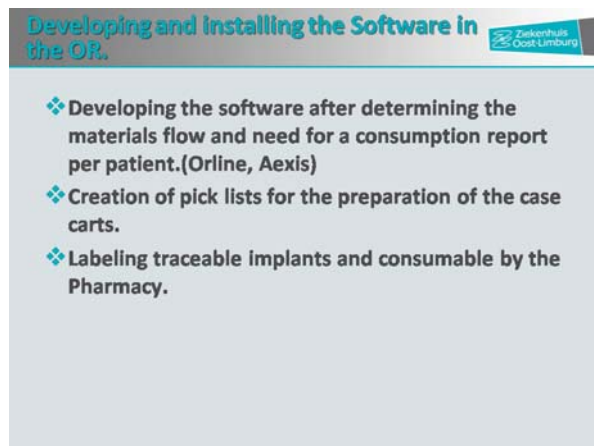 Developing and installing the Software in
the OR.
Ziekenhuis
Oost-Limburg
Developing the software after determining the
materials flow and need for a consumption report
per patient.(Orline, Aexis)
Creation of pick lists for the preparation of the case
carts.
Labeling traceable implants and consumable by the
Pharmacy.